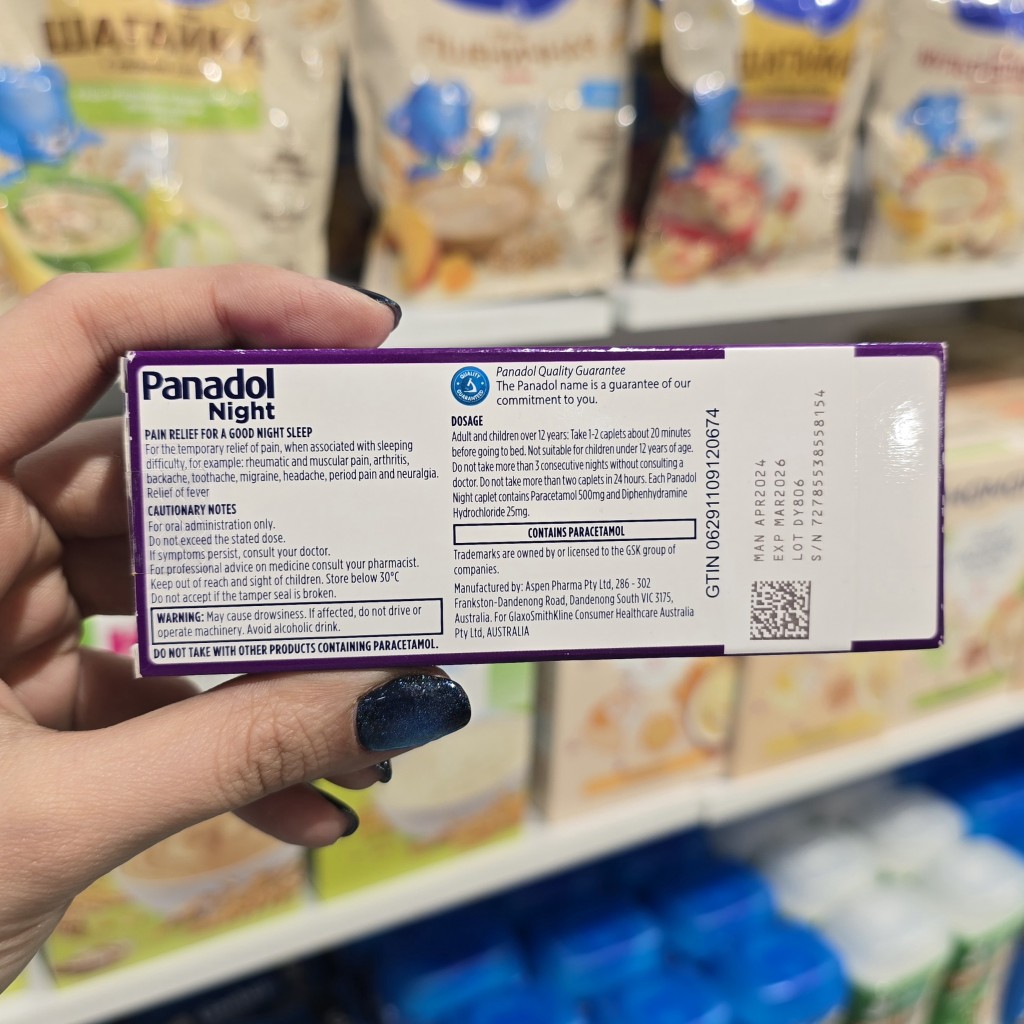 ШАГАЙКА
Panadol
Night
PAIN RELIEF FOR A GOOD NIGHT SLEEP
For the temporary relief of pain, when associated with sleeping
difficulty, for example: rheumatic and muscular pain, arthritis,
backache, toothache, migraine, headache, period pain and neuralgia.
Relief of fever
CAUTIONARY NOTES
For oral administration only.
Do not exceed the stated dose.
If symptoms persist, consult your doctor.
For professional advice on medicine consult your pharmacist.
Keep out of reach and sight of children. Store below 30°C
Do not accept if the tamper seal is broken.
WARNING: May cause drowsiness. If affected, do not drive or
operate machinery. Avoid alcoholic drink.
DO NOT TAKE WITH OTHER PRODUCTS CONTAINING PARACETAMOL.
QUALITY
GUARANTEED
Panadol Quality Guarantee
The Panadol name is a guarantee of our
commitment to you.
DOSAGE
Adult and children over 12 years: Take 1-2 caplets about 20 minutes
before going to bed. Not suitable for children under 12 years of age.
Do not take more than 3 consecutive nights without consulting a
doctor. Do not take more than two caplets in 24 hours. Each Panadol
Night caplet contains Paracetamol 500mg and Diphenhydramine
Hydrochloride 25mg.
CONTAINS PARACETAMOL
Trademarks are owned by or licensed to the GSK group of
companies.
Manufactured by: Aspen Pharma Pty Ltd, 286 - 302
Frankston-Dandenong Road, Dandenong South VIC 3175,
Australia. For GlaxoSmithKline Consumer Healthcare Australia
Pty Ltd, AUSTRALIA
GTIN 06291109120674
MAN APR2024
EXP MAR2026
LOT DY806
S/N 72785538558154